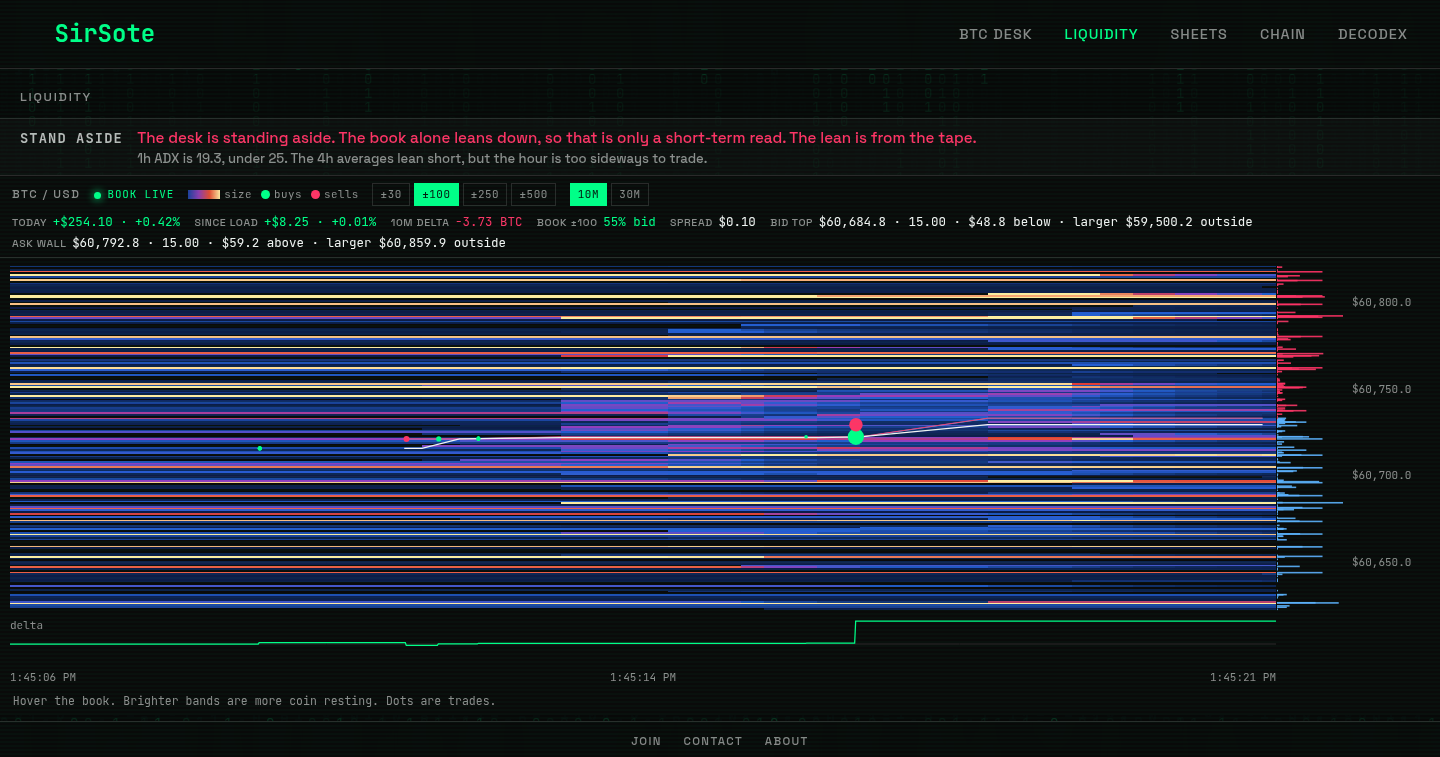 SirSote
BTC DESK LIQUIDITY SHEETS CHAIN DECODEX
LIQUIDITY
STAND ASIDE The desk is standing aside. The book alone leans down, so that is only a short-term read. The lean is from the tape.
1h ADX is 19.3, under 25. The 4h averages lean short, but the hour is too sideways to trade.
BTC / USD BOOK LIVE size buys sells ±30 ±100 ±250 ±500 10M 30M
TODAY +$254.10 · +0.42% SINCE LOAD +$8.25 · +0.01% 10M DELTA -3.73 BTC BOOK ±100 55% bid SPREAD $0.10 BID TOP $60,684.8 · 15.00 · $48.8 below · larger $59,500.2 outside
ASK WALL $60,792.8 · 15.00 · $59.2 above · larger $60,859.9 outside
$60,800.0
$60,750.0
$60,700.0
$60,650.0
delta
1:45:06 PM 1:45:14 PM 1:45:21 PM
Hover the book. Brighter bands are more coin resting. Dots are trades.
JOIN CONTACT ABOUT